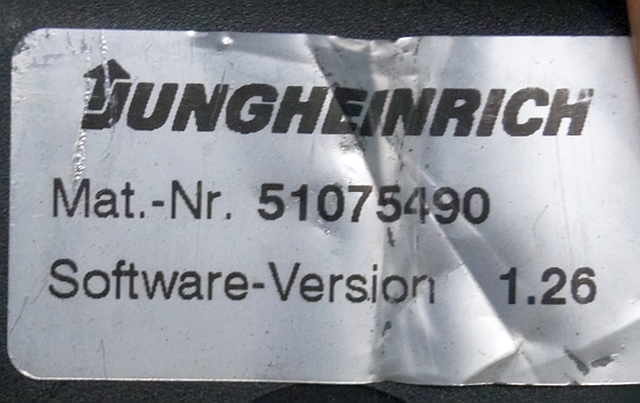 JUNGHEINRICH
Mat.-Nr. 51075490
Software-Version 1.26